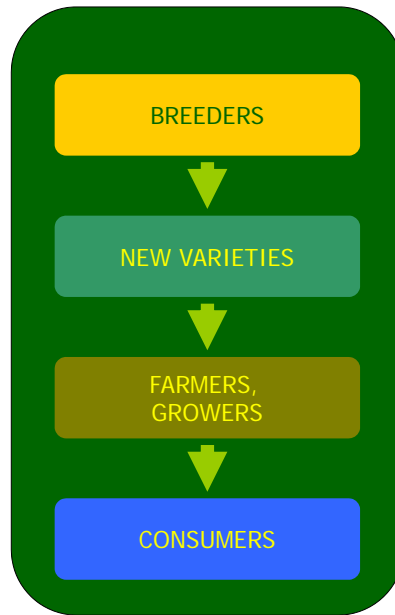 BREEDERS
NEW VARIETIES
FARMERS,
GROWERS
CONSUMERS